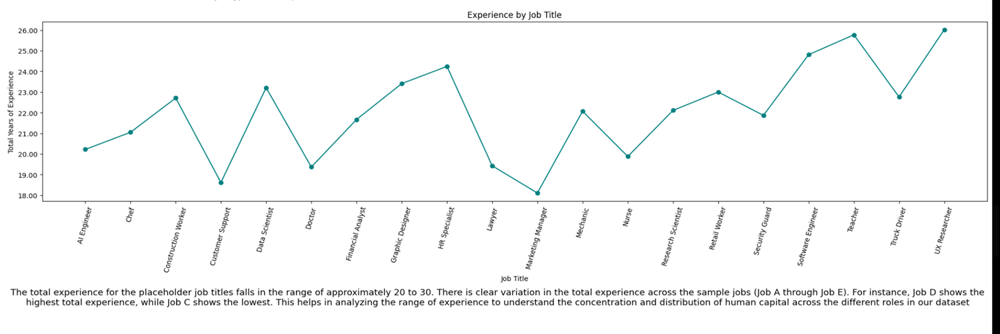 Experience by Job Title
26.00
25.00
24.00
23.00
22.00
21.00
20.00
19.00
18.00
Total Years of Experience
AI Engineer
Chef
Construction Worker
Customer Support
Data Scientist
Doctor
Financial Analyst
Graphic Designer
HR Specialist
Lawyer
Marketing Manager
Mechanic
Nurse
Research Scientist
Retail Worker
Security Guard
Software Engineer
Teacher
Truck Driver
UX Researcher
Job Title
The total experience for the placeholder job titles falls in the range of approximately 20 to 30. There is clear variation in the total experience across the sample jobs (Job A through Job E). For instance, Job D shows the
highest total experience, while Job C shows the lowest. This helps in analyzing the range of experience to understand the concentration and distribution of human capital across the different roles in our dataset